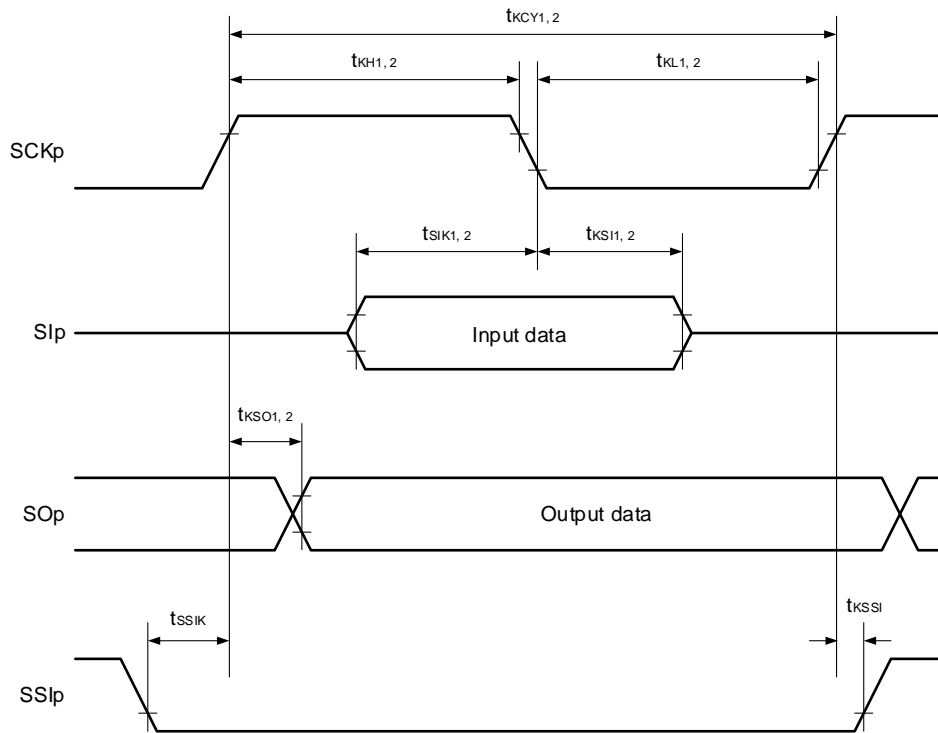 tKCY1, 2
tKH1, 2
tKL1, 2
SCKp
tSIK1, 2
tKSI1, 2
SIp
Input data
tKSO1, 2
SOp
Output data
tSSIK
tKSSI
SSIp